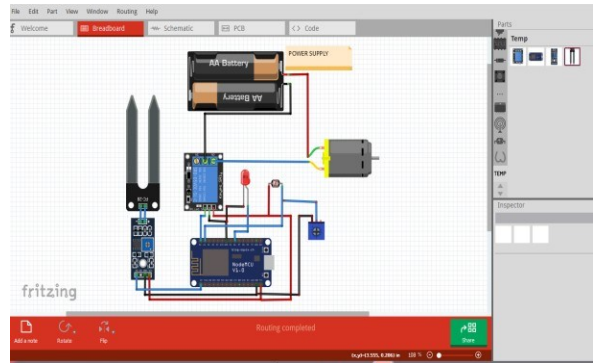 File Edit Part View Window Routing Help
Welcome Breadboard Schematic PCB Code
Parts
Temp
POWER SUPPLY
AA Battery
AA Battery
TEMP
Inspector
NodeMCU
V1.0
fritzing
Add a note Rotate Flip
Routing completed
Share